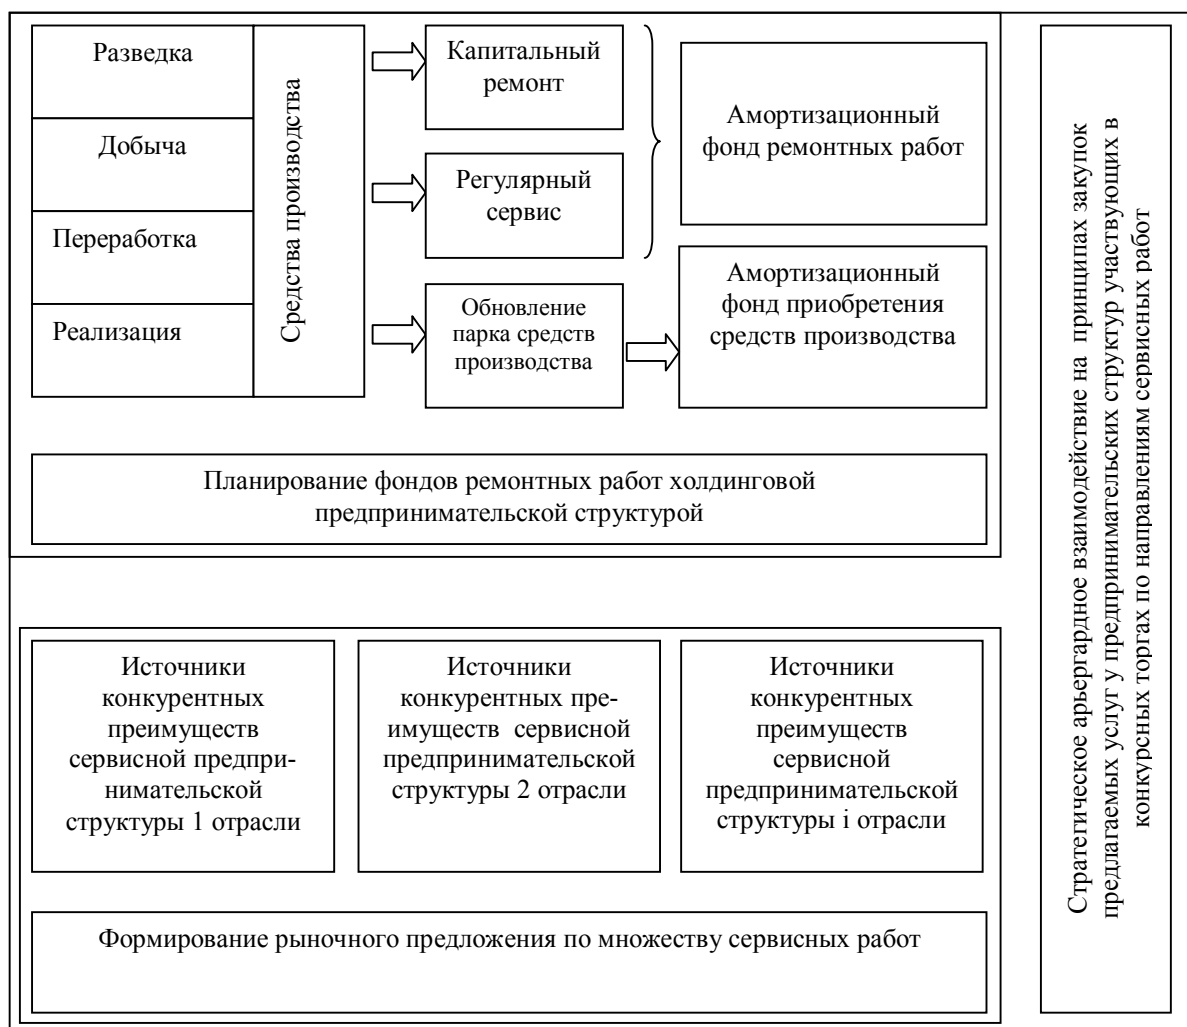 Разведка
Добыча
Переработка
Реализация
Средства производства
Капитальный
ремонт
Регулярный
сервис
Обновление
парка средств
производства
Амортизационный
фонд ремонтных работ
Амортизационный
фонд приобретения
средств производства
Планирование фондов ремонтных работ холдинговой
предпринимательской структурой
Источники
конкурентных
преимуществ
сервисной предпри-
нимательской
структуры 1 отрасли
Источники
конкурентных пре-
имуществ сервисной
предпринимательской
структуры 2 отрасли
Источники
конкурентных
преимуществ
сервисной
предпринимательской
структуры i отрасли
Формирование рыночного предложения по множеству сервисных работ
Стратегическое арьергардное взаимодействие на принципах закупок
предлагаемых услуг у предпринимательских структур участвующих в
конкурсных торгах по направлениям сервисных работ